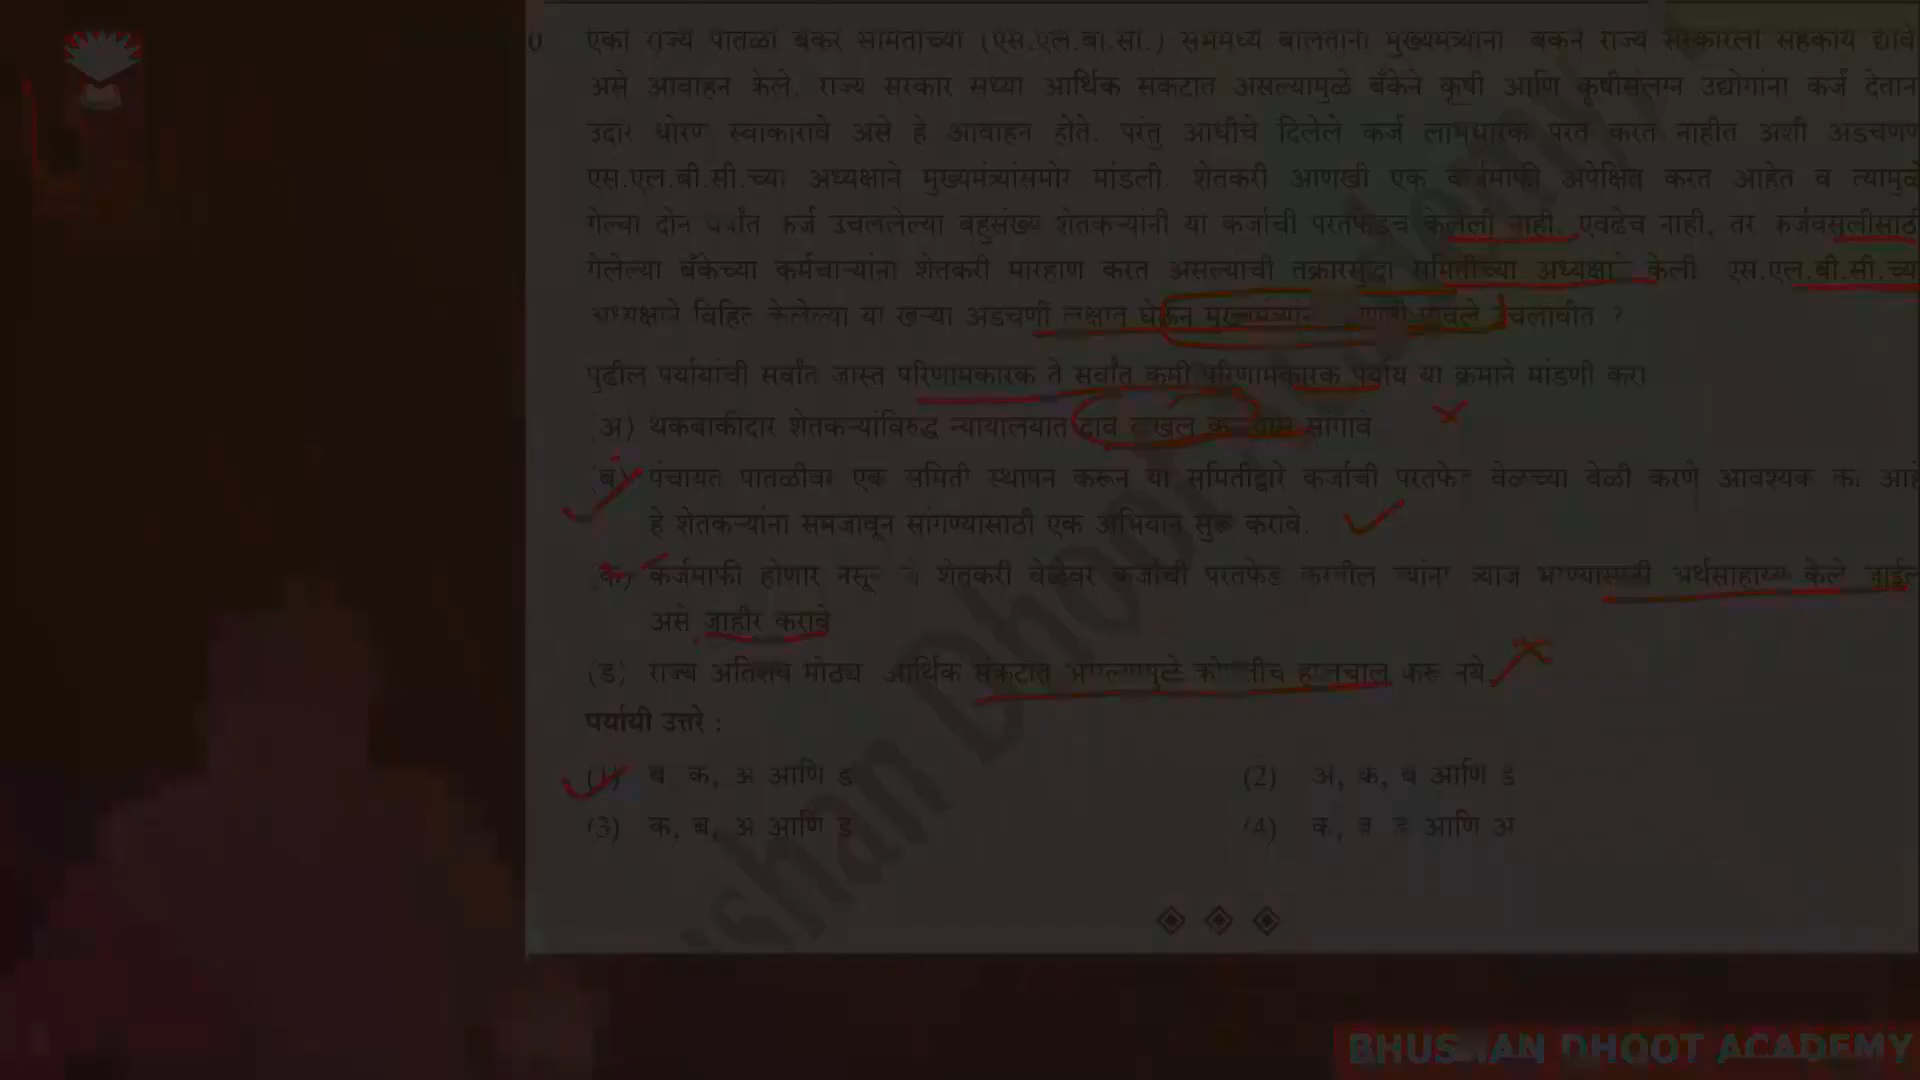 एका राज्य पातळी बँकर समितीच्या (एस.एल.बी.सी.) सममध्य बोलताना मुख्यमंत्र्यांनी बँकेने राज्य सरकारला सहकार्य द्यावे
असे आवाहन केले. राज्य सरकार सध्या आर्थिक संकटात असल्यामुळे बँकेने कृषी आणि कृषीसंलग्न उद्योगांना कर्ज देताना
उदार धोरण स्वीकारावे असे हे आवाहन होते. परंतु आधीचे दिलेले कर्ज लाभधारक परत करत नाहीत अशी अडचण
एस.एल.बी.सी.च्या अध्यक्षाने मुख्यमंत्र्यांसमोर मांडली. शेतकरी आणखी एक कर्जमाफी अपेक्षित करत आहेत व त्यामुळे
गेल्या दोन वर्षांत कर्ज उचललेल्या बहुसंख्य शेतकऱ्यांनी या कर्जाची परतफेडच केलेली नाही. एवढेच नाही, तर कर्जवसुलीसाठी
गेलेल्या बँकेच्या कर्मचाऱ्यांना शेतकरी मारहाण करत असल्याची तक्रारसुद्धा समितीच्या अध्यक्षांनी केली. एस.एल.बी.सी.च्या
अध्यक्षाने विहित केलेल्या या खऱ्या अडचणी लक्षात घेऊन मुख्यमंत्र्यांनी कोणती पावले उचलावीत ?
पुढील पर्यायांची सर्वांत जास्त परिणामकारक ते सर्वांत कमी परिणामकारक पर्याय या क्रमाने मांडणी करा
(अ) थकबाकीदार शेतकऱ्यांविरुद्ध न्यायालयात दावे दाखल करण्यास सांगावे
(ब) पंचायत पातळीवर एक समिती स्थापन करून या समितीद्वारे कर्जाची परतफेड वेळच्या वेळी करणे आवश्यक का आहे
हे शेतकऱ्यांना समजावून सांगण्यासाठी एक अभियान सुरू करावे.
(क) कर्जमाफी होणार नसून जे शेतकरी वेळेवर कर्जाची परतफेड करतील त्यांना व्याज भरण्यासाठी अर्थसाहाय्य केले जाईल
असे जाहीर करावे
(ड) राज्य अतिशय मोठ्या आर्थिक संकटात असल्यामुळे कोणतीच हालचाल करू नये.
पर्यायी उत्तरे :
(1) ब क, अ आणि ड
(2) अ, क, ब आणि ड
(3) क, ब, अ आणि ड
(4) क, ब ड आणि अ
BHUSHAN DHOOT ACADEMY